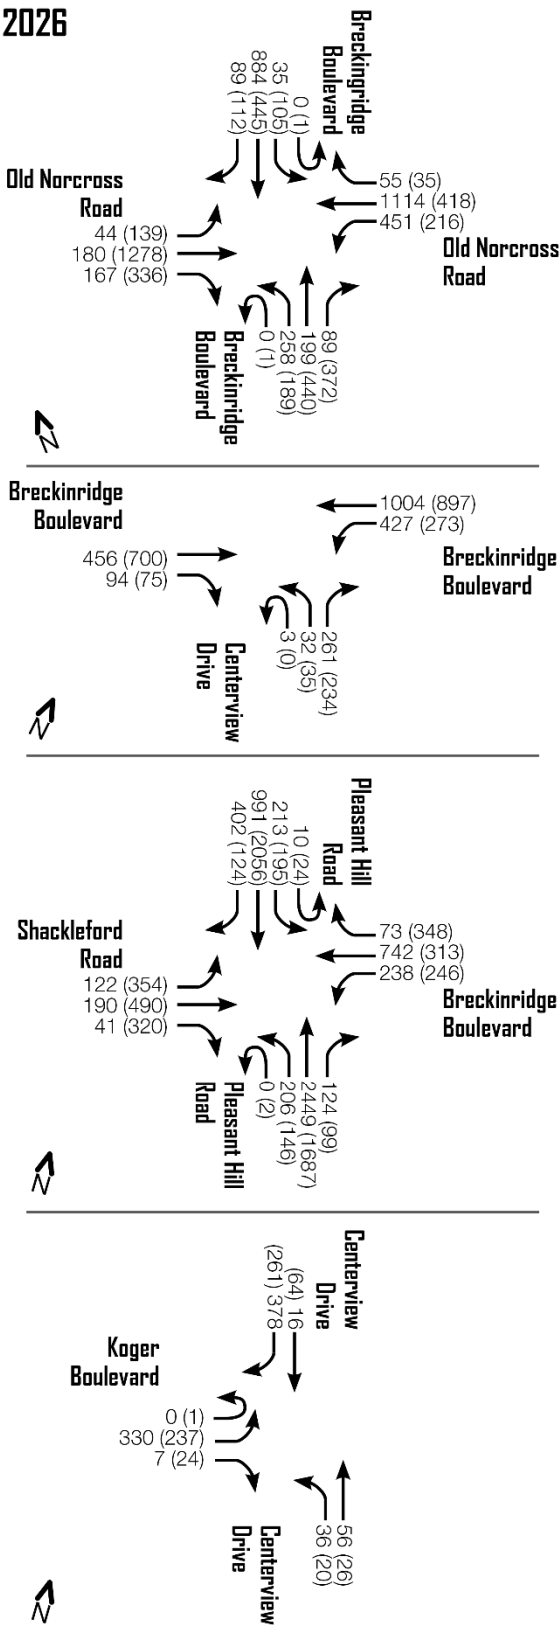 2026
Breckingridge
Boulevard
89 (112)
884 (445)
35 (105)
0 (1)
Old Norcross
Road
44 (139)
180 (1278)
167 (336)
55 (35)
1114 (418)
451 (216)
Old Norcross
Road
Breckinridge
Boulevard
0 (1)
258 (189)
199 (440)
89 (372)
N
Breckinridge
Boulevard
456 (700)
94 (75)
1004 (897)
427 (273)
Breckinridge
Boulevard
Centerview
Drive
3 (0)
32 (35)
261 (234)
N
Pleasant Hill
Road
402 (124)
991 (2056)
213 (195)
10 (24)
Shackleford
Road
122 (354)
190 (490)
41 (320)
73 (348)
742 (313)
238 (246)
Breckinridge
Boulevard
Pleasant Hill
Road
0 (2)
206 (146)
2449 (1687)
124 (99)
N
Centerview
Drive
(261) 378
(64) 16
Koger
Boulevard
0 (1)
330 (237)
7 (24)
Centerview
Drive
36 (20)
56 (26)
N